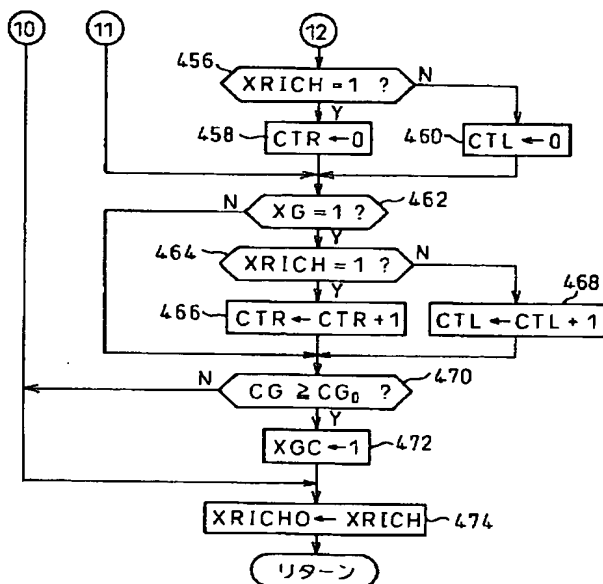 10 11 12
456 XRICH=1 ? N
Y
458 CTR←0 460 CTL←0
N XG=1 ? 462
Y
464 XRICH=1 ? N
Y 468
466 CTR←CTR+1 CTL←CTL+1
N CG≧CG₀ ? 470
Y
XGC←1 472
XRICHO←XRICH 474
リターン